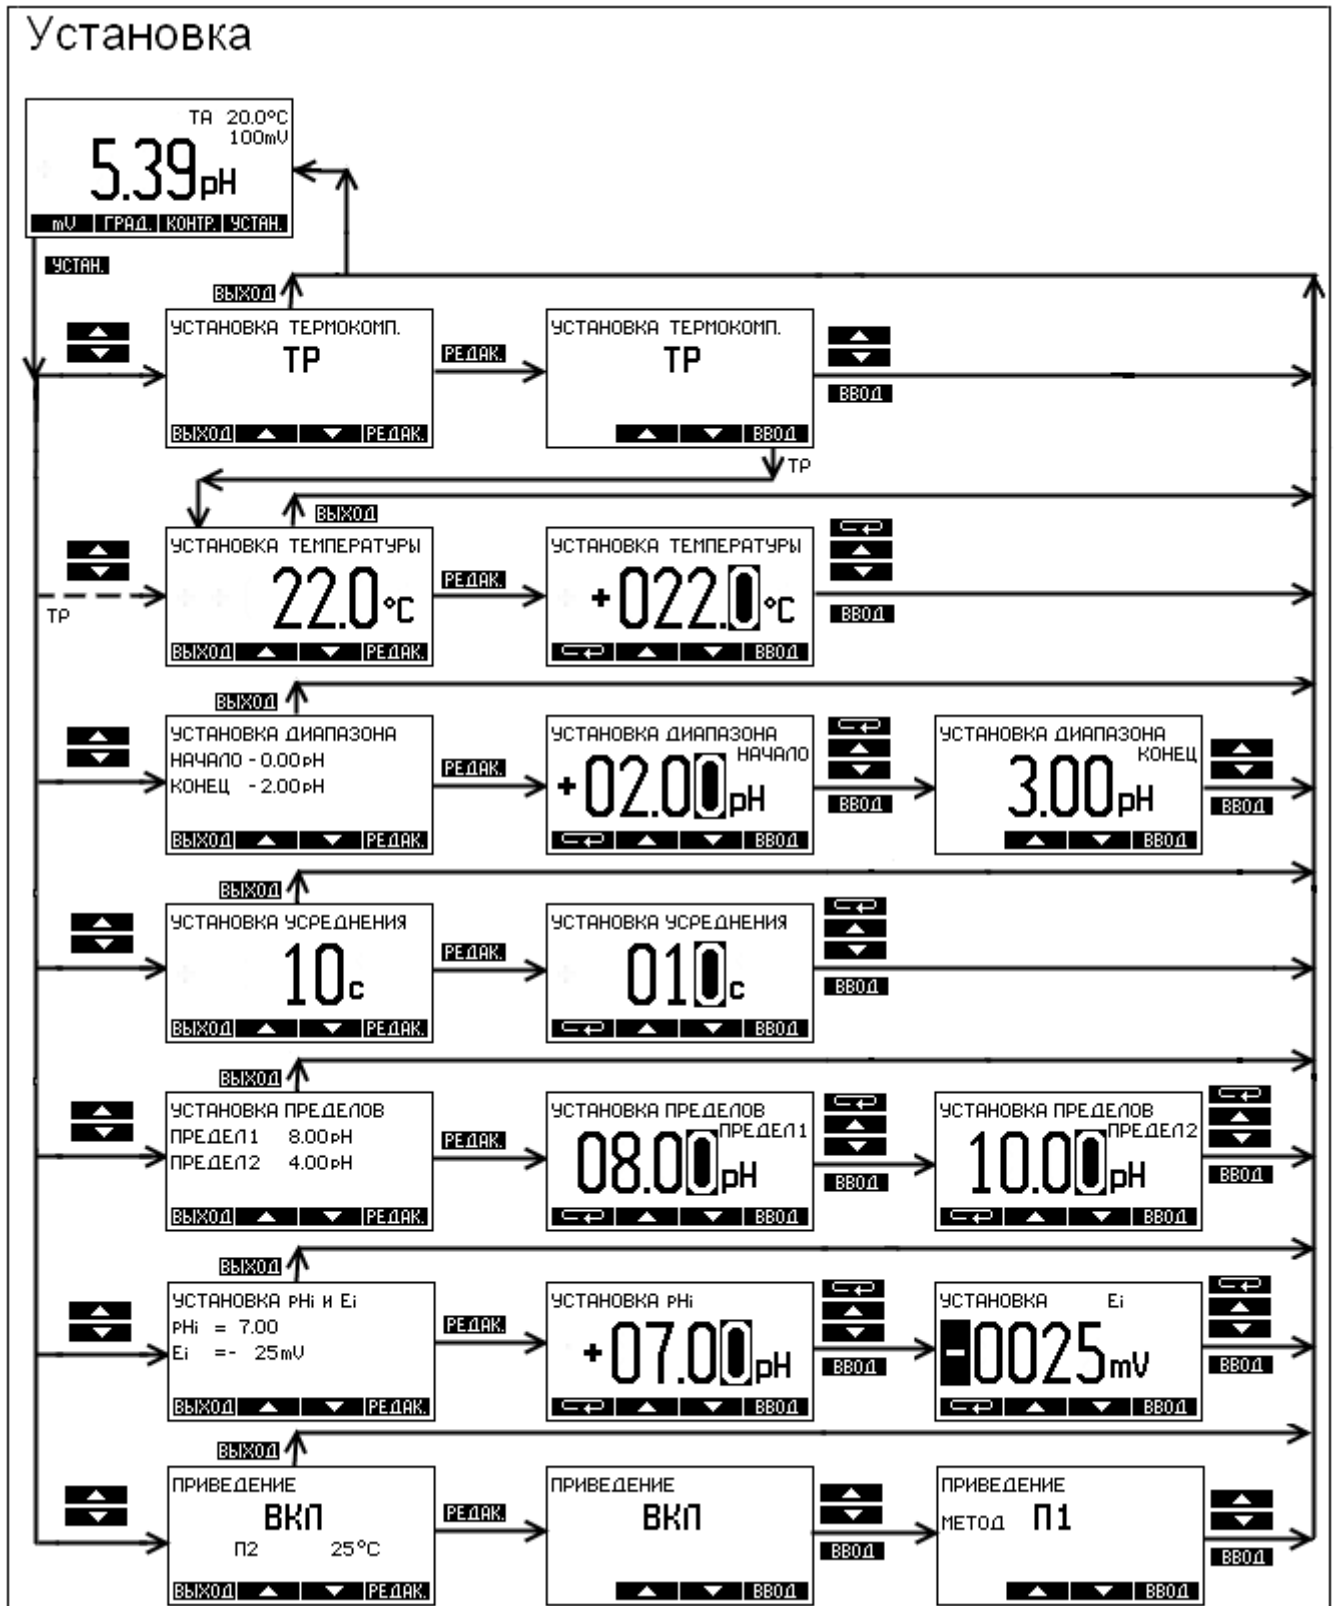 Установка
ТА 20.0°C
100mV
5.39pH
mV ГРАД. КОНТР. УСТАН.
УСТАН.
ВЫХОД
УСТАНОВКА ТЕРМОКОМП.
ТР
ВЫХОД РЕДАК.
РЕДАК.
УСТАНОВКА ТЕРМОКОМП.
ТР
ВВОД
ВВОД
ТР
ТР
ВЫХОД
УСТАНОВКА ТЕМПЕРАТУРЫ
22.0°C
ВЫХОД РЕДАК.
РЕДАК.
УСТАНОВКА ТЕМПЕРАТУРЫ
+022.0°C
ВВОД
ВВОД
ВЫХОД
УСТАНОВКА ДИАПАЗОНА
НАЧАЛО - 0.00pH
КОНЕЦ - 2.00pH
ВЫХОД РЕДАК.
РЕДАК.
УСТАНОВКА ДИАПАЗОНА
НАЧАЛО
+02.00pH
ВВОД
ВВОД
УСТАНОВКА ДИАПАЗОНА
КОНЕЦ
3.00pH
ВВОД
ВВОД
ВЫХОД
УСТАНОВКА УСРЕДНЕНИЯ
10с
ВЫХОД РЕДАК.
РЕДАК.
УСТАНОВКА УСРЕДНЕНИЯ
010с
ВВОД
ВВОД
ВЫХОД
УСТАНОВКА ПРЕДЕЛОВ
ПРЕДЕЛ1 8.00pH
ПРЕДЕЛ2 4.00pH
ВЫХОД РЕДАК.
РЕДАК.
УСТАНОВКА ПРЕДЕЛОВ
ПРЕДЕЛ1
08.00pH
ВВОД
ВВОД
УСТАНОВКА ПРЕДЕЛОВ
ПРЕДЕЛ2
10.00pH
ВВОД
ВВОД
ВЫХОД
УСТАНОВКА pHi И Ei
pHi = 7.00
Ei =- 25mV
ВЫХОД РЕДАК.
РЕДАК.
УСТАНОВКА pHi
+07.00pH
ВВОД
ВВОД
УСТАНОВКА Ei
-0025mV
ВВОД
ВВОД
ВЫХОД
ПРИВЕДЕНИЕ
ВКЛ
П2 25°C
ВЫХОД РЕДАК.
РЕДАК.
ПРИВЕДЕНИЕ
ВКЛ
ВВОД
ВВОД
ПРИВЕДЕНИЕ
МЕТОД П1
ВВОД
ВВОД